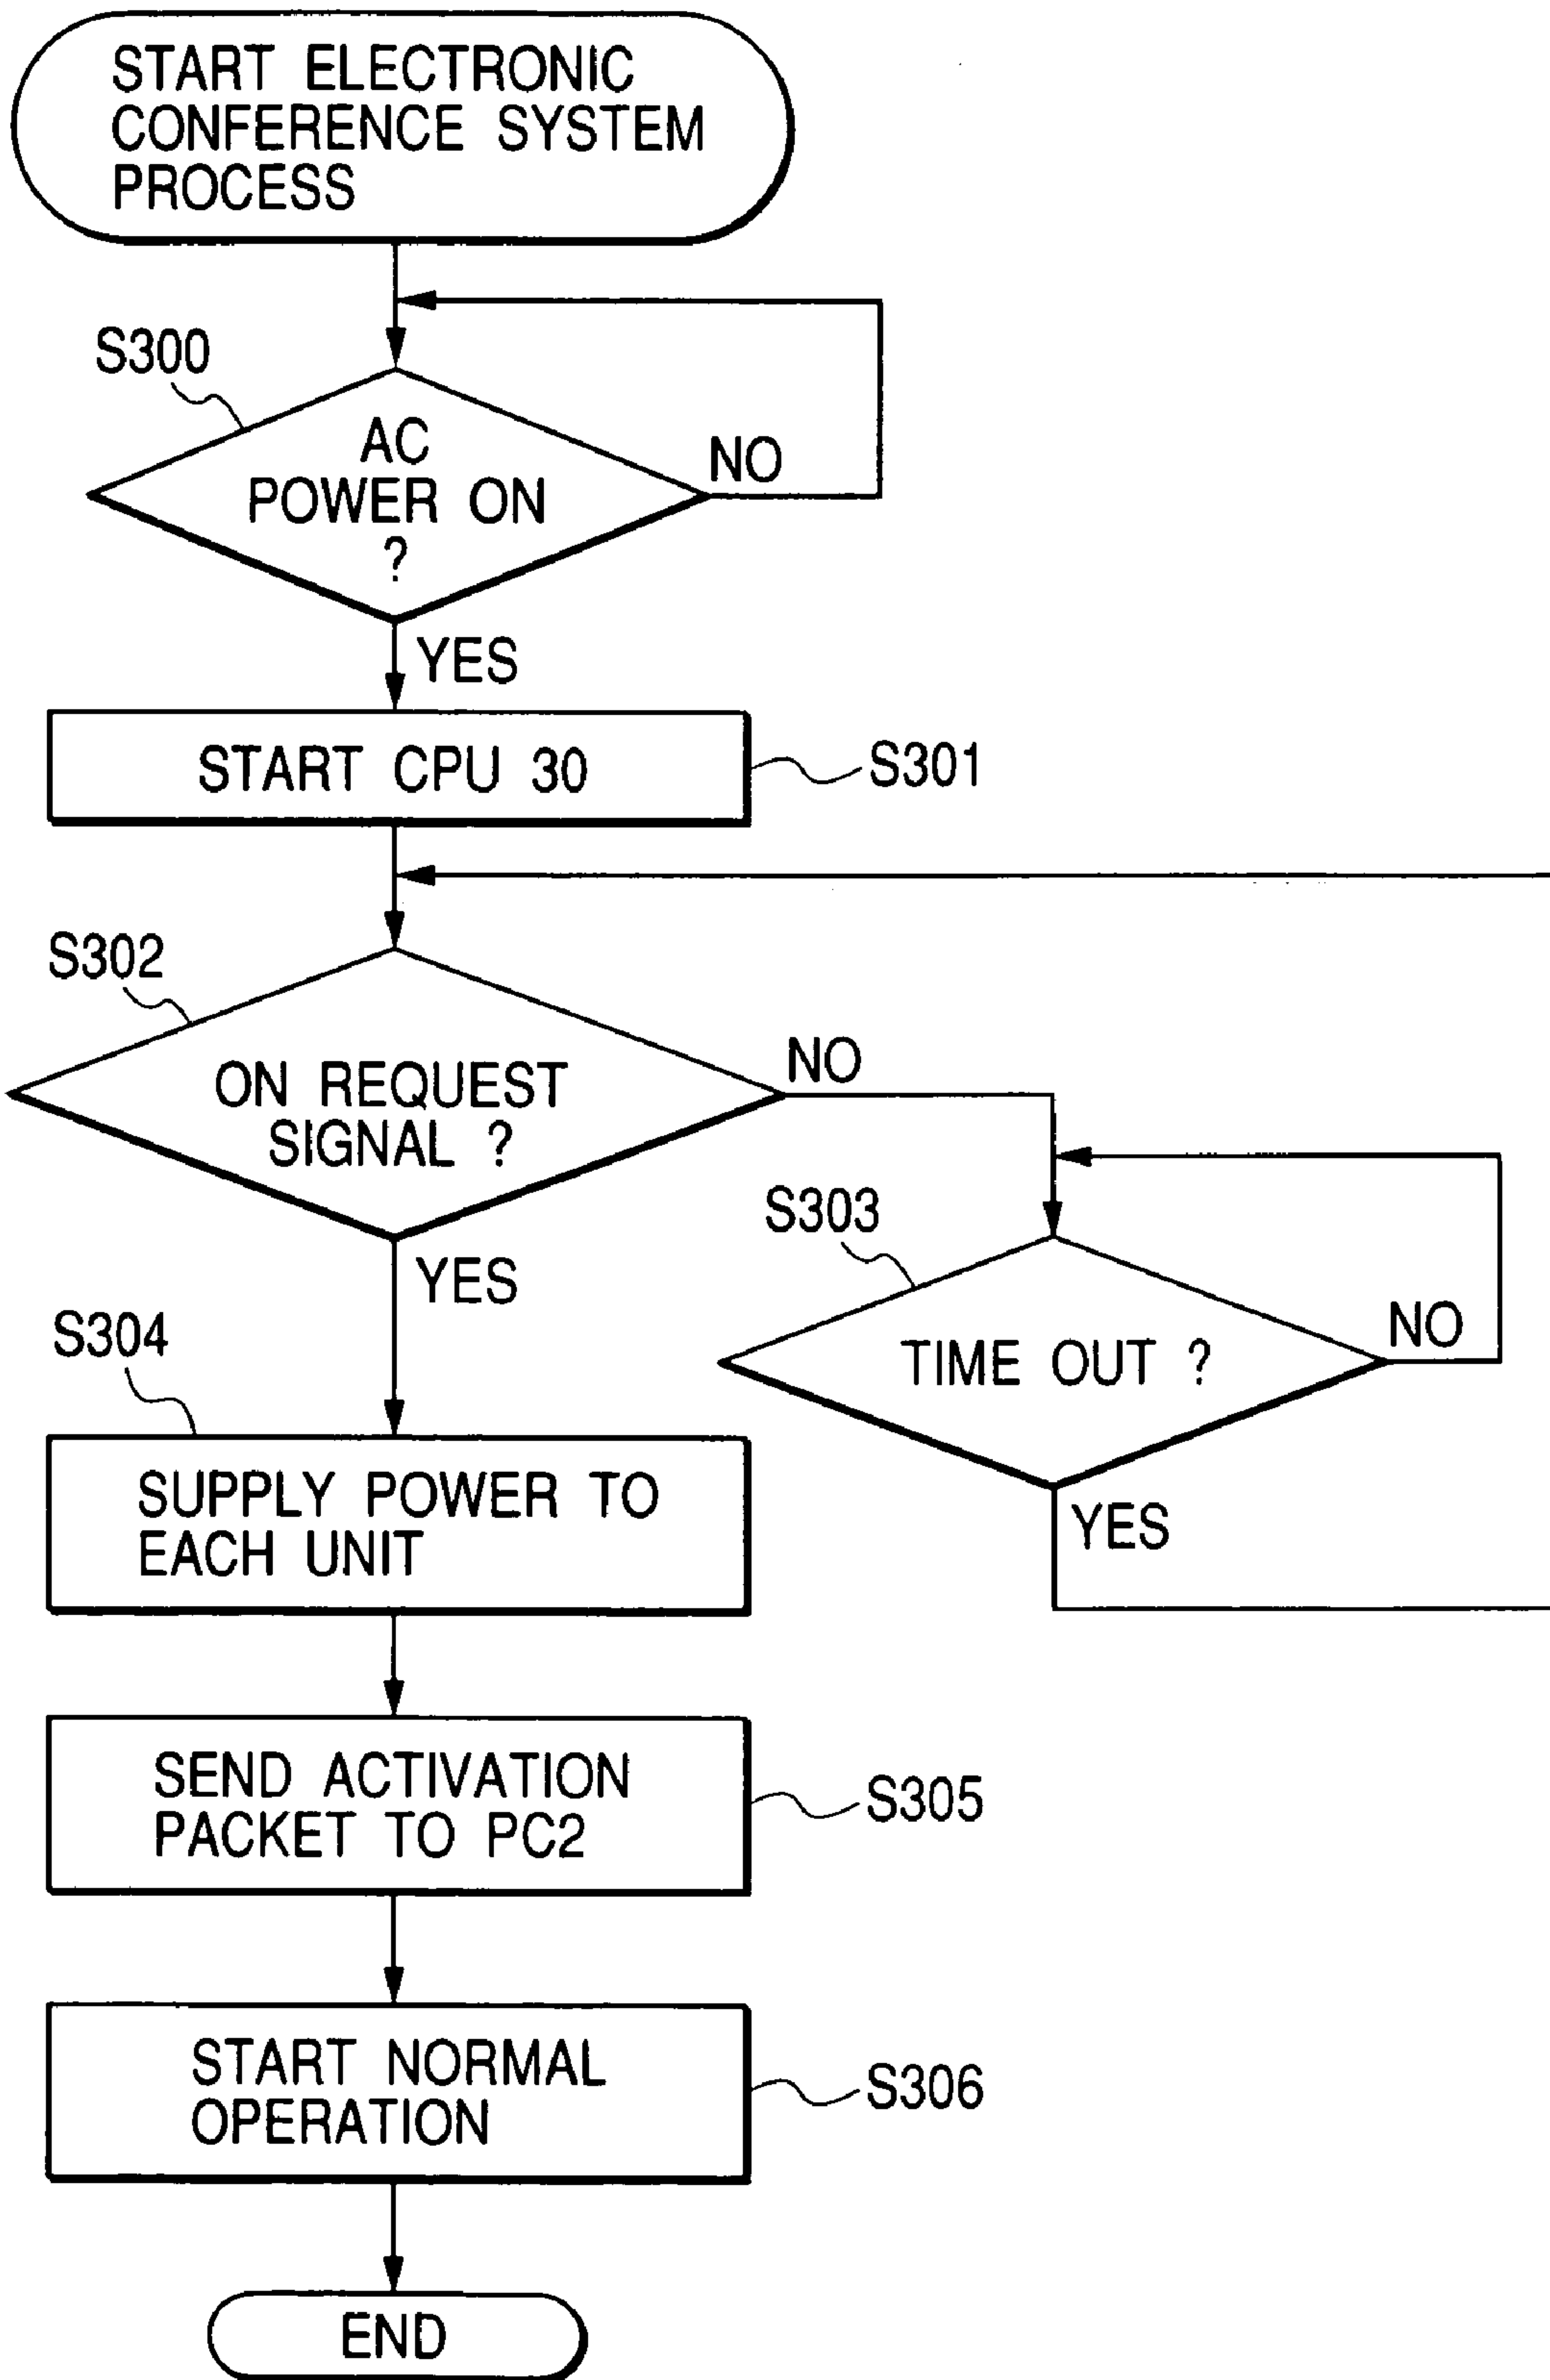 START ELECTRONIC
CONFERENCE SYSTEM
PROCESS
S300
AC
POWER ON
?
NO
YES
START CPU 30
S301
S302
ON REQUEST
SIGNAL ?
NO
YES
S303
TIME OUT ?
NO
YES
S304
SUPPLY POWER TO
EACH UNIT
SEND ACTIVATION
PACKET TO PC2
S305
START NORMAL
OPERATION
S306
END